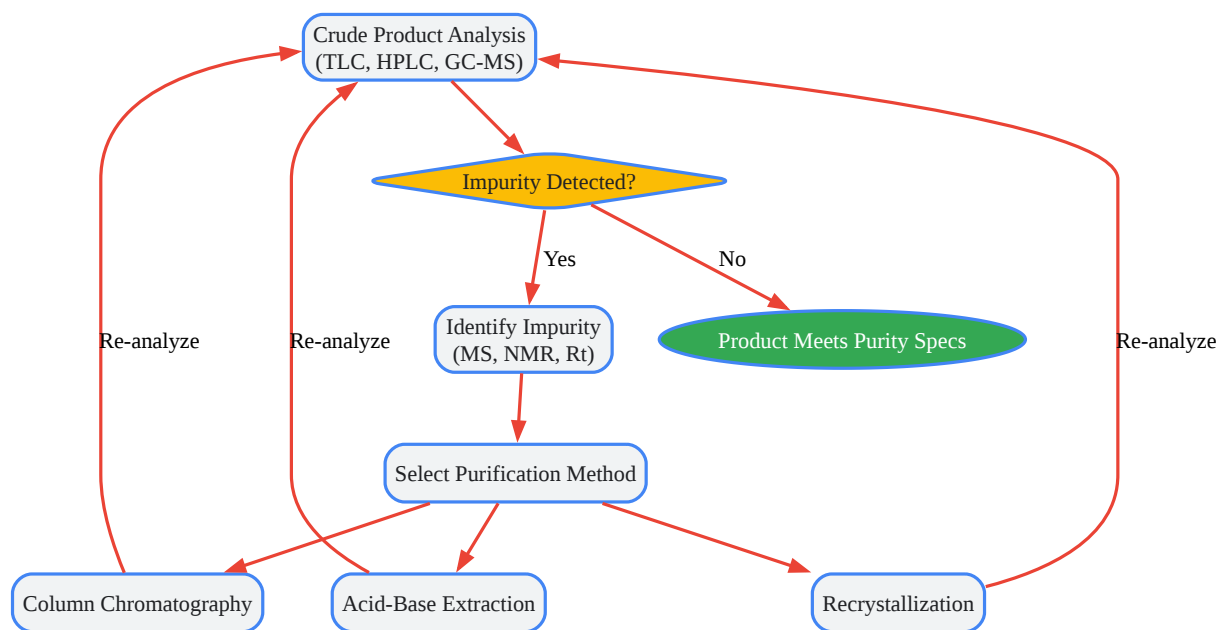 Crude Product Analysis
(TLC, HPLC, GC-MS)
Impurity Detected?
Yes
No
Re-analyze
Re-analyze
Identify Impurity
(MS, NMR, Rt)
Product Meets Purity Specs
Re-analyze
Select Purification Method
Column Chromatography
Acid-Base Extraction
Recrystallization